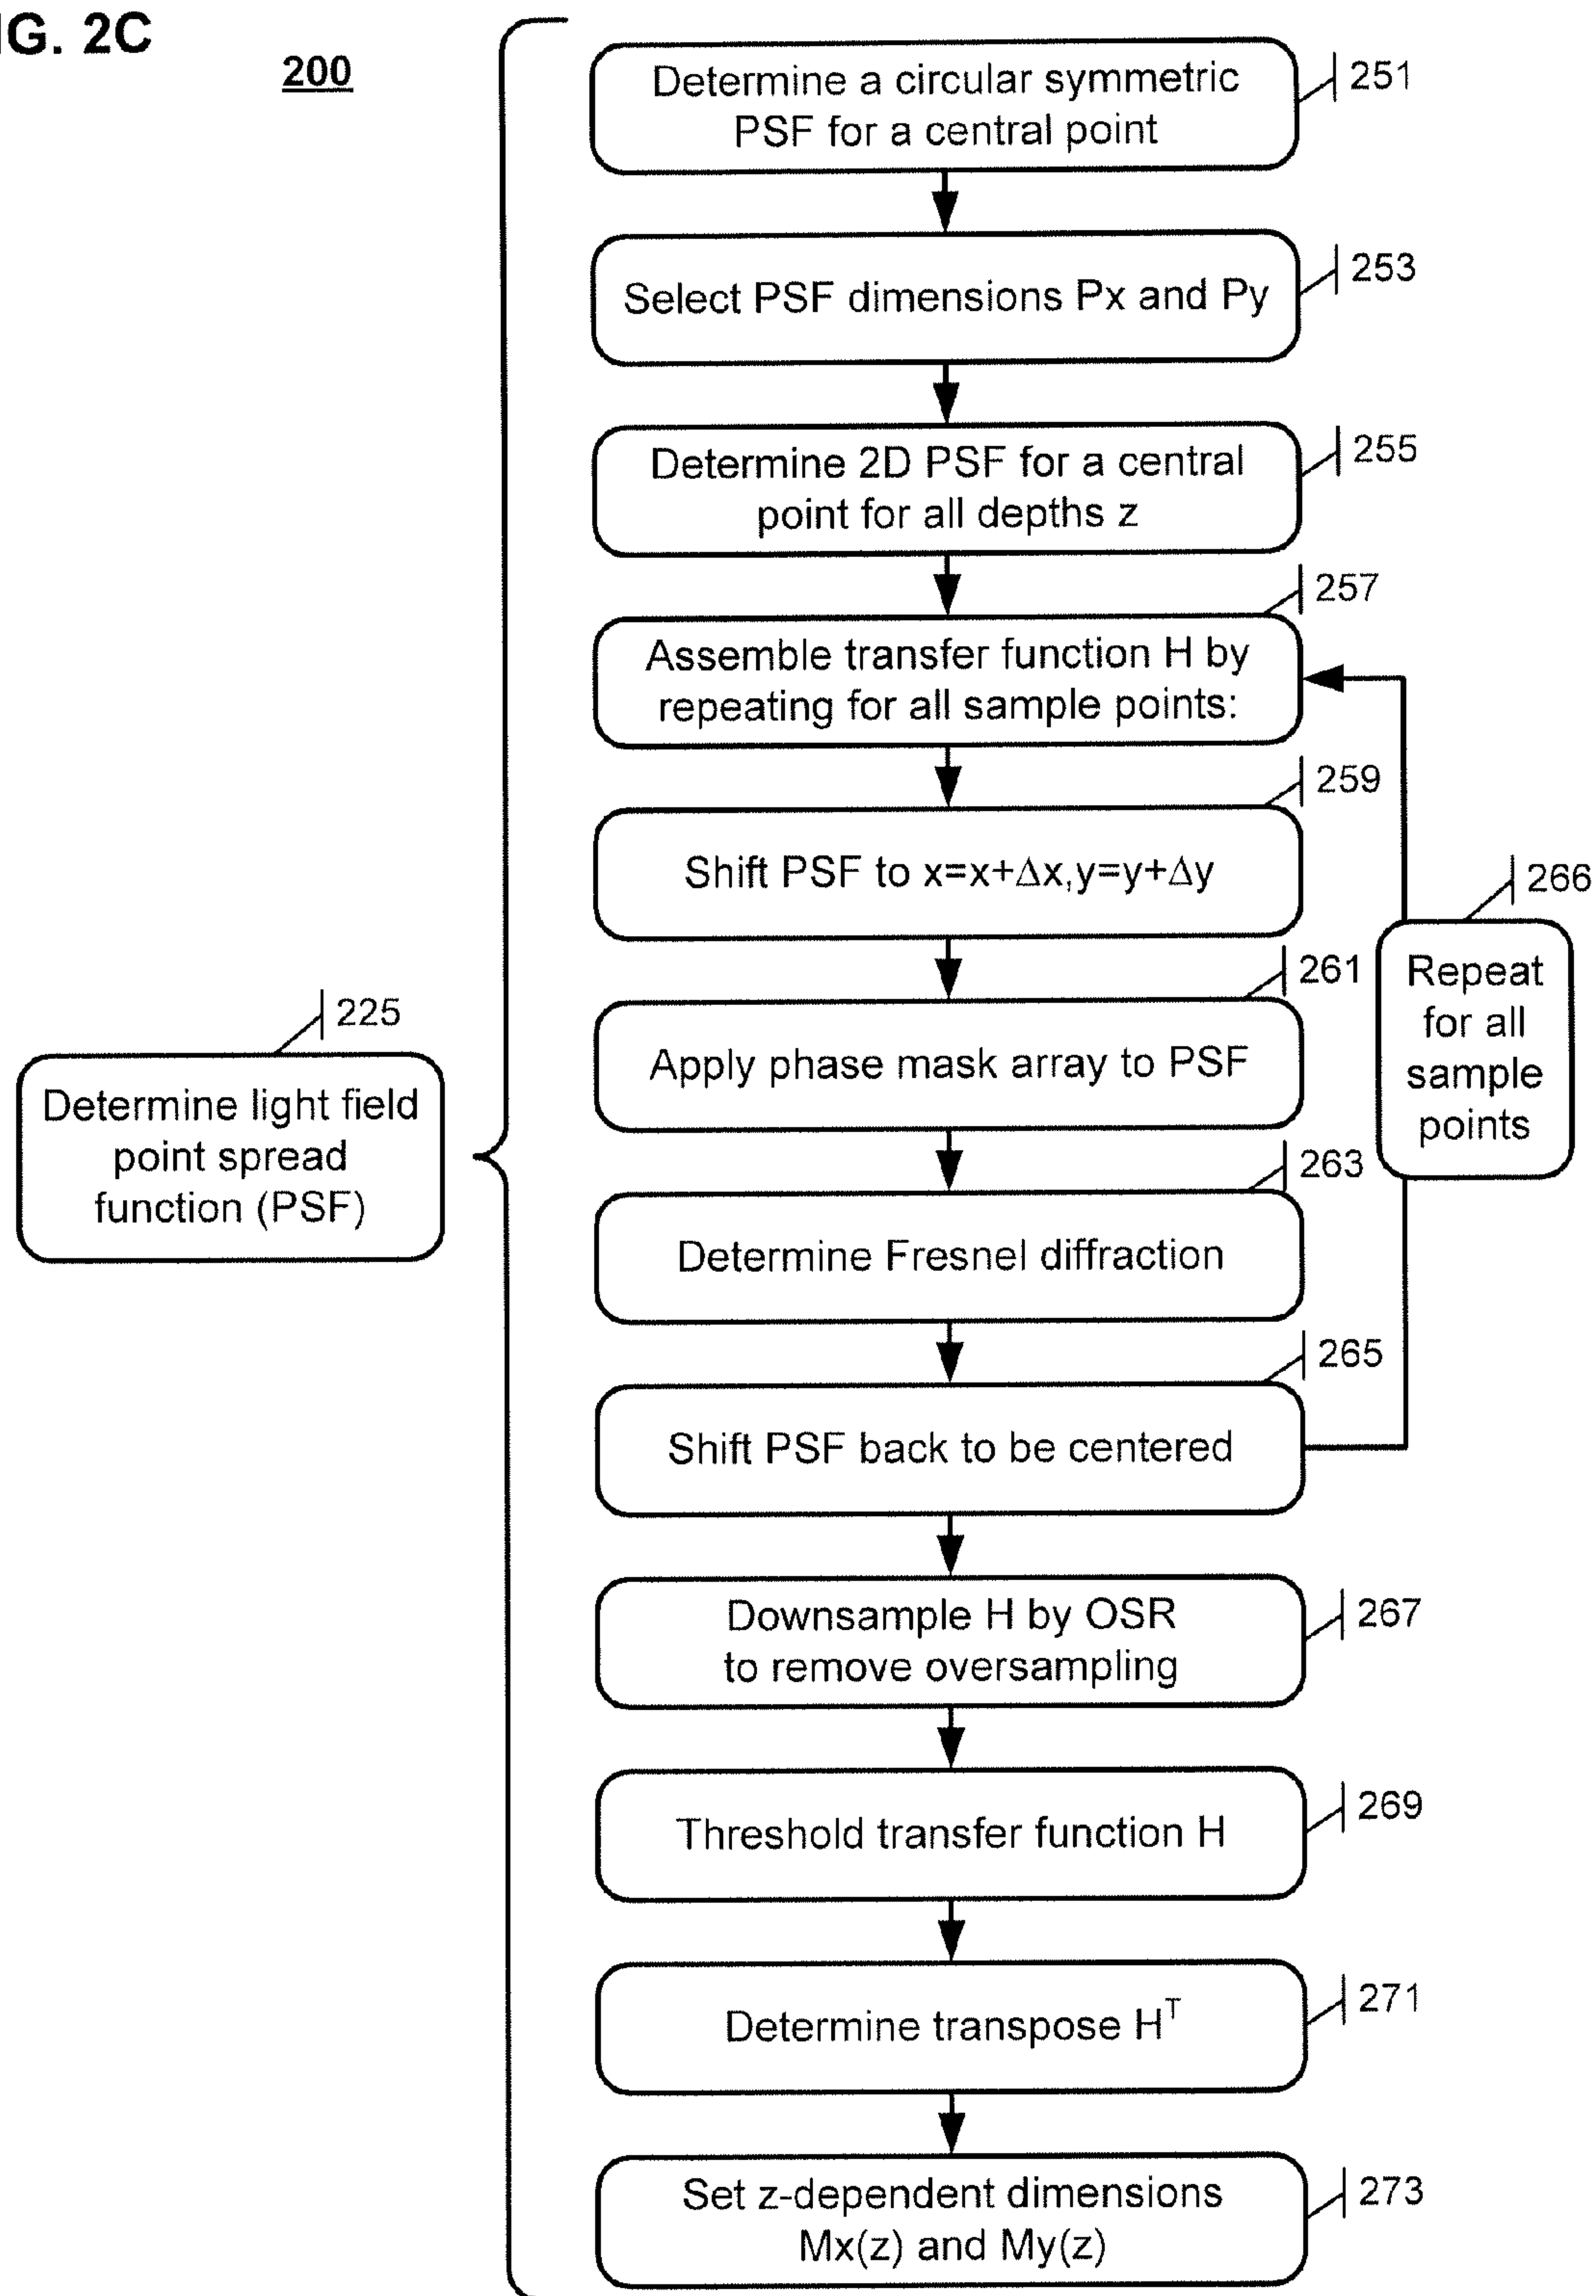 IG. 2C
200
Determine a circular symmetric
PSF for a central point
251
Select PSF dimensions Px and Py
253
Determine 2D PSF for a central
point for all depths z
255
257
Assemble transfer function H by
repeating for all sample points:
259
Shift PSF to x=x+Δx,y=y+Δy
266
Repeat
for all
sample
points
261
Apply phase mask array to PSF
225
Determine light field
point spread
function (PSF)
263
Determine Fresnel diffraction
265
Shift PSF back to be centered
Downsample H by OSR
to remove oversampling
267
Threshold transfer function H
269
Determine transpose Hᵀ
271
Set z-dependent dimensions
Mx(z) and My(z)
273